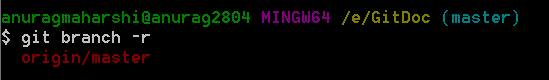 anuragmaharshi@anurag2804 MINGW64 /e/GitDoc (master)
$ git branch -r
origin/master